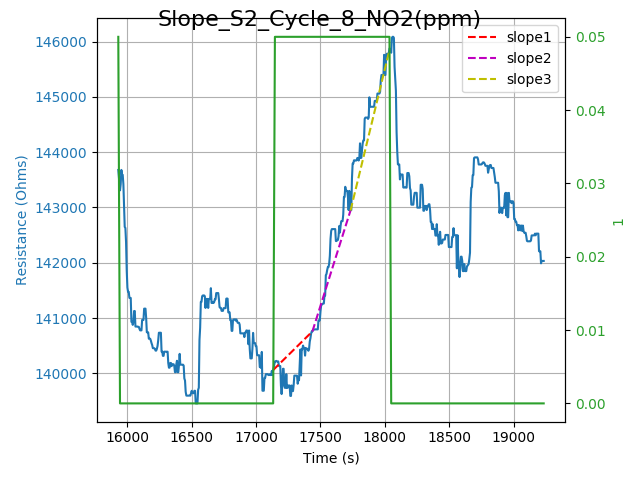 Slope_S2_Cycle_8_NO2(ppm)
146000
145000
144000
143000
142000
141000
140000
Resistance (Ohms)
slope1
slope2
slope3
0.05
0.04
0.03
0.02
0.01
0.00
1
16000 16500 17000 17500 18000 18500 19000
Time (s)